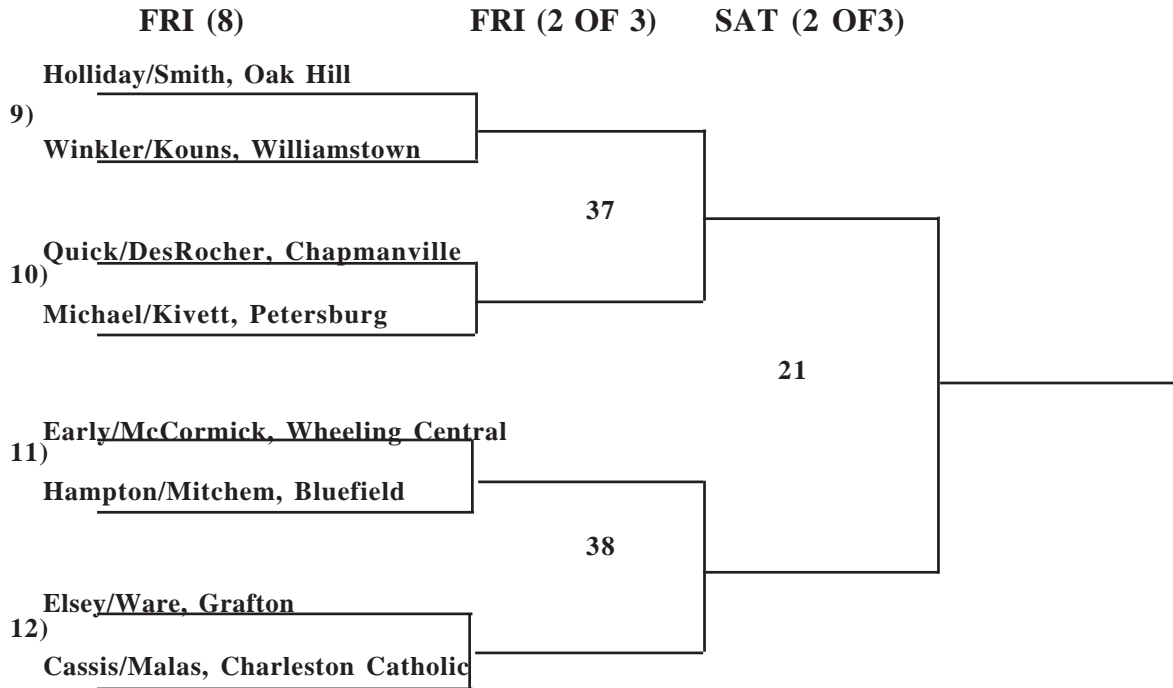 FRI (8) FRI (2 OF 3) SAT (2 OF3)
Holliday/Smith, Oak Hill
9)
Winkler/Kouns, Williamstown
37
Quick/DesRocher, Chapmanville
10)
Michael/Kivett, Petersburg
21
Early/McCormick, Wheeling Central
11)
Hampton/Mitchem, Bluefield
38
Elsey/Ware, Grafton
12)
Cassis/Malas, Charleston Catholic